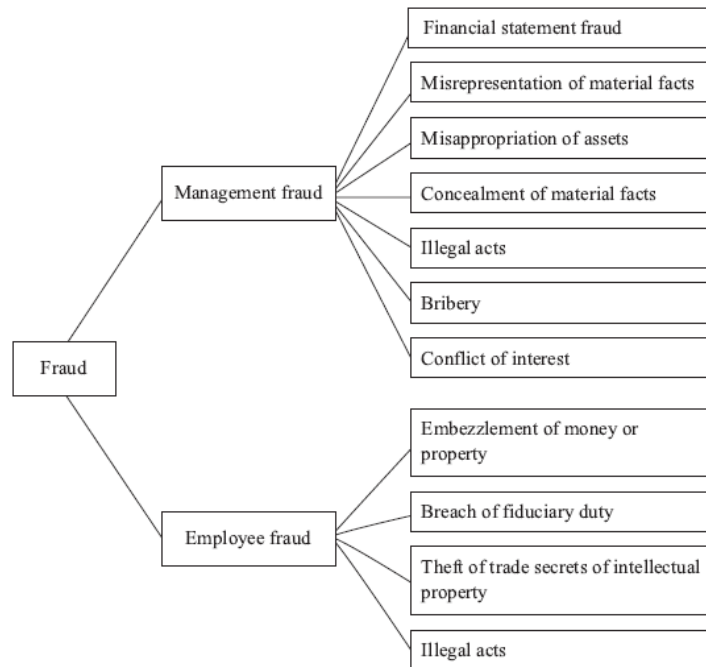 Financial statement fraud
Misrepresentation of material facts
Misappropriation of assets
Management fraud
Concealment of material facts
Illegal acts
Bribery
Conflict of interest
Fraud
Embezzlement of money or
property
Breach of fiduciary duty
Employee fraud
Theft of trade secrets of intellectual
property
Illegal acts